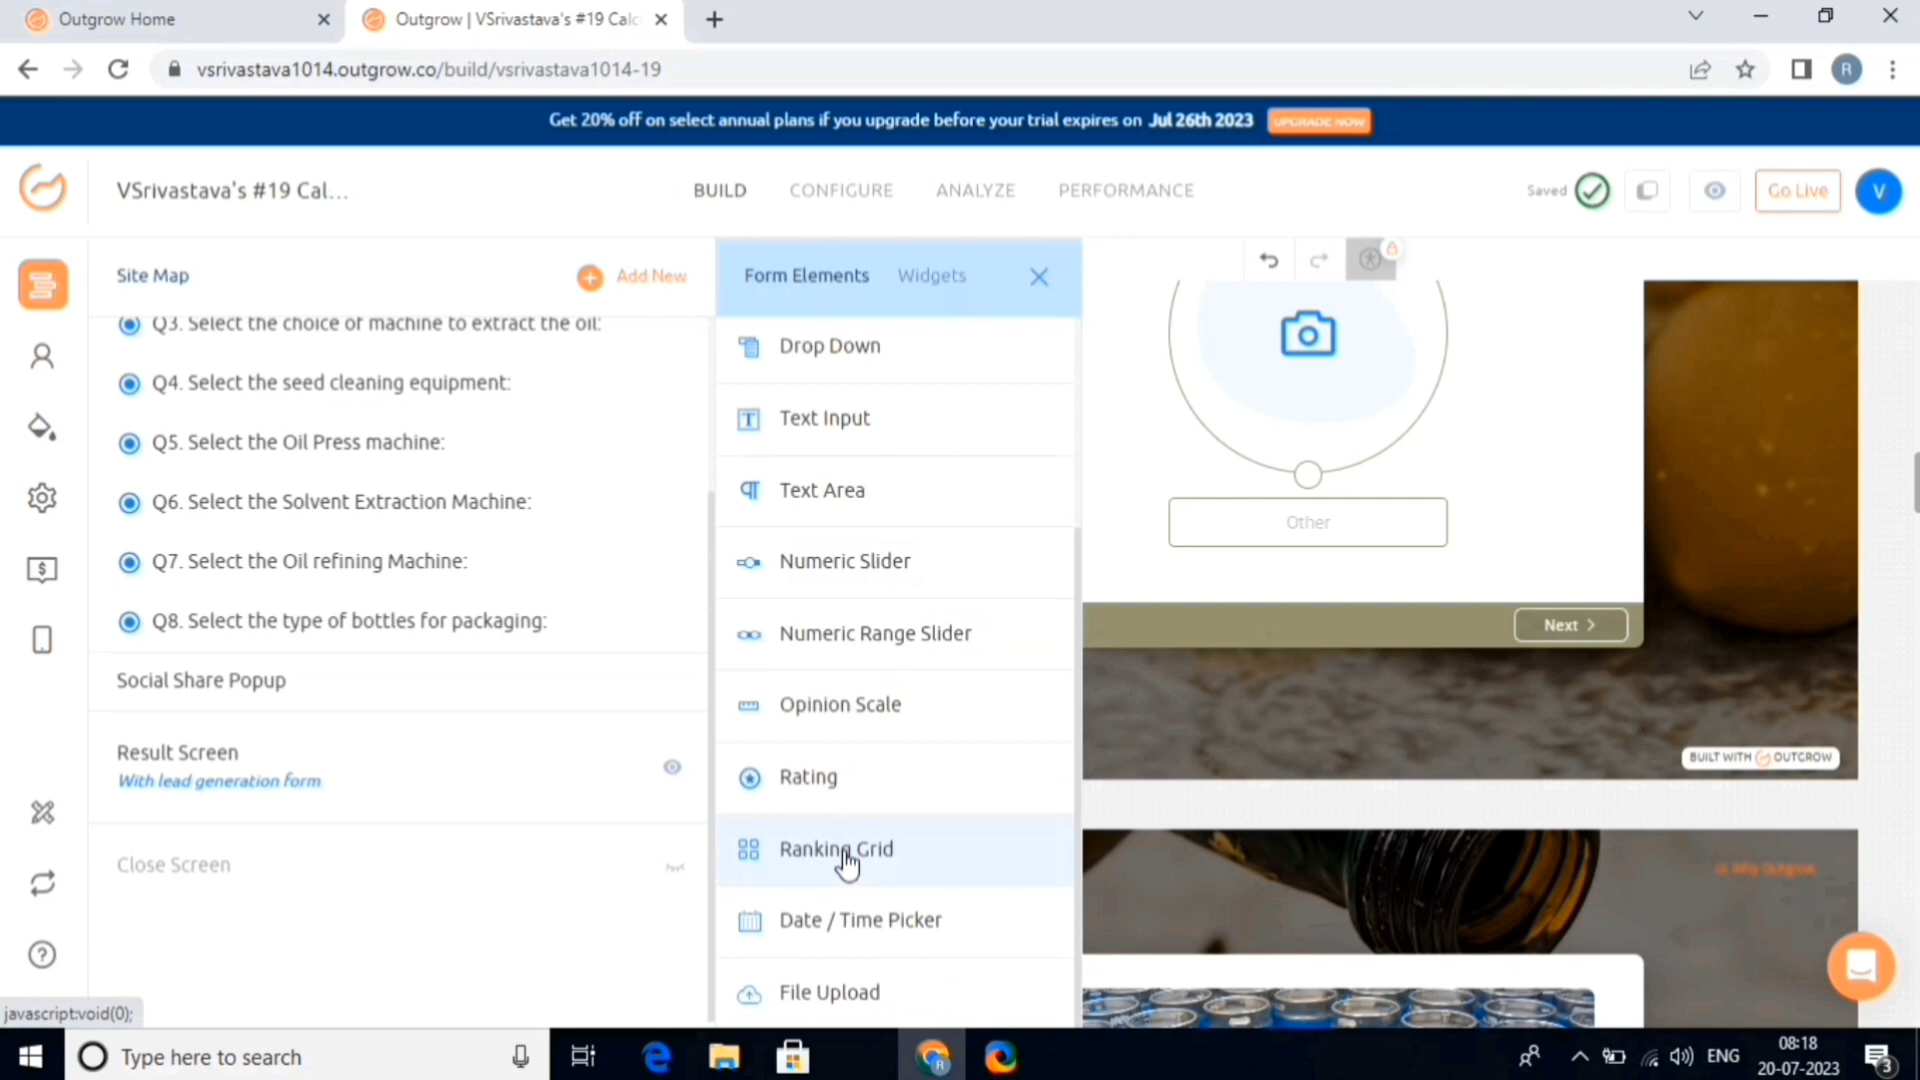 Outgrow Home
Outgrow | VSrivastava's #19 Calc
vsrivastava1014.outgrow.co/build/vsrivastava1014-19
R
Get 20% off on select annual plans if you upgrade before your trial expires on Jul 26th 2023 UPGRADE NOW
VSrivastava's #19 Cal...
BUILD
CONFIGURE
ANALYZE
PERFORMANCE
Saved
Go Live
V
Site Map
Add New
Q3. Select the choice of machine to extract the oil:
Q4. Select the seed cleaning equipment:
Q5. Select the Oil Press machine:
Q6. Select the Solvent Extraction Machine:
Q7. Select the Oil refining Machine:
Q8. Select the type of bottles for packaging:
Social Share Popup
Result Screen
With lead generation form
Close Screen
Form Elements
Widgets
Drop Down
Text Input
Text Area
Numeric Slider
Numeric Range Slider
Opinion Scale
Rating
Ranking Grid
Date / Time Picker
File Upload
Other
Next >
BUILT WITH OUTGROW
javascript:void(0);
Type here to search
R
ENG
08:18
20-07-2023
3